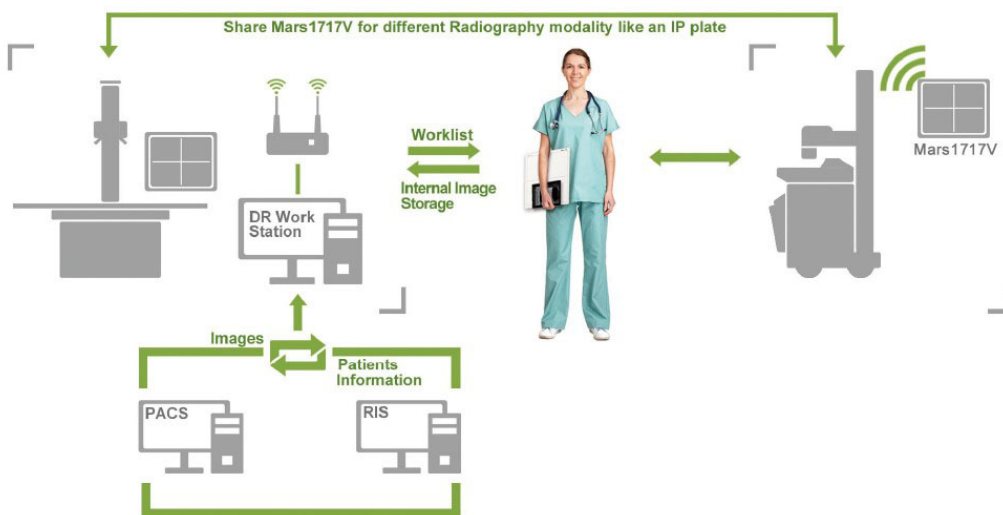 Share Mars1717V for different Radiography modality like an IP plate
Mars1717V
Worklist
Internal Image
Storage
DR Work
Station
Images
Patients
Information
PACS
RIS